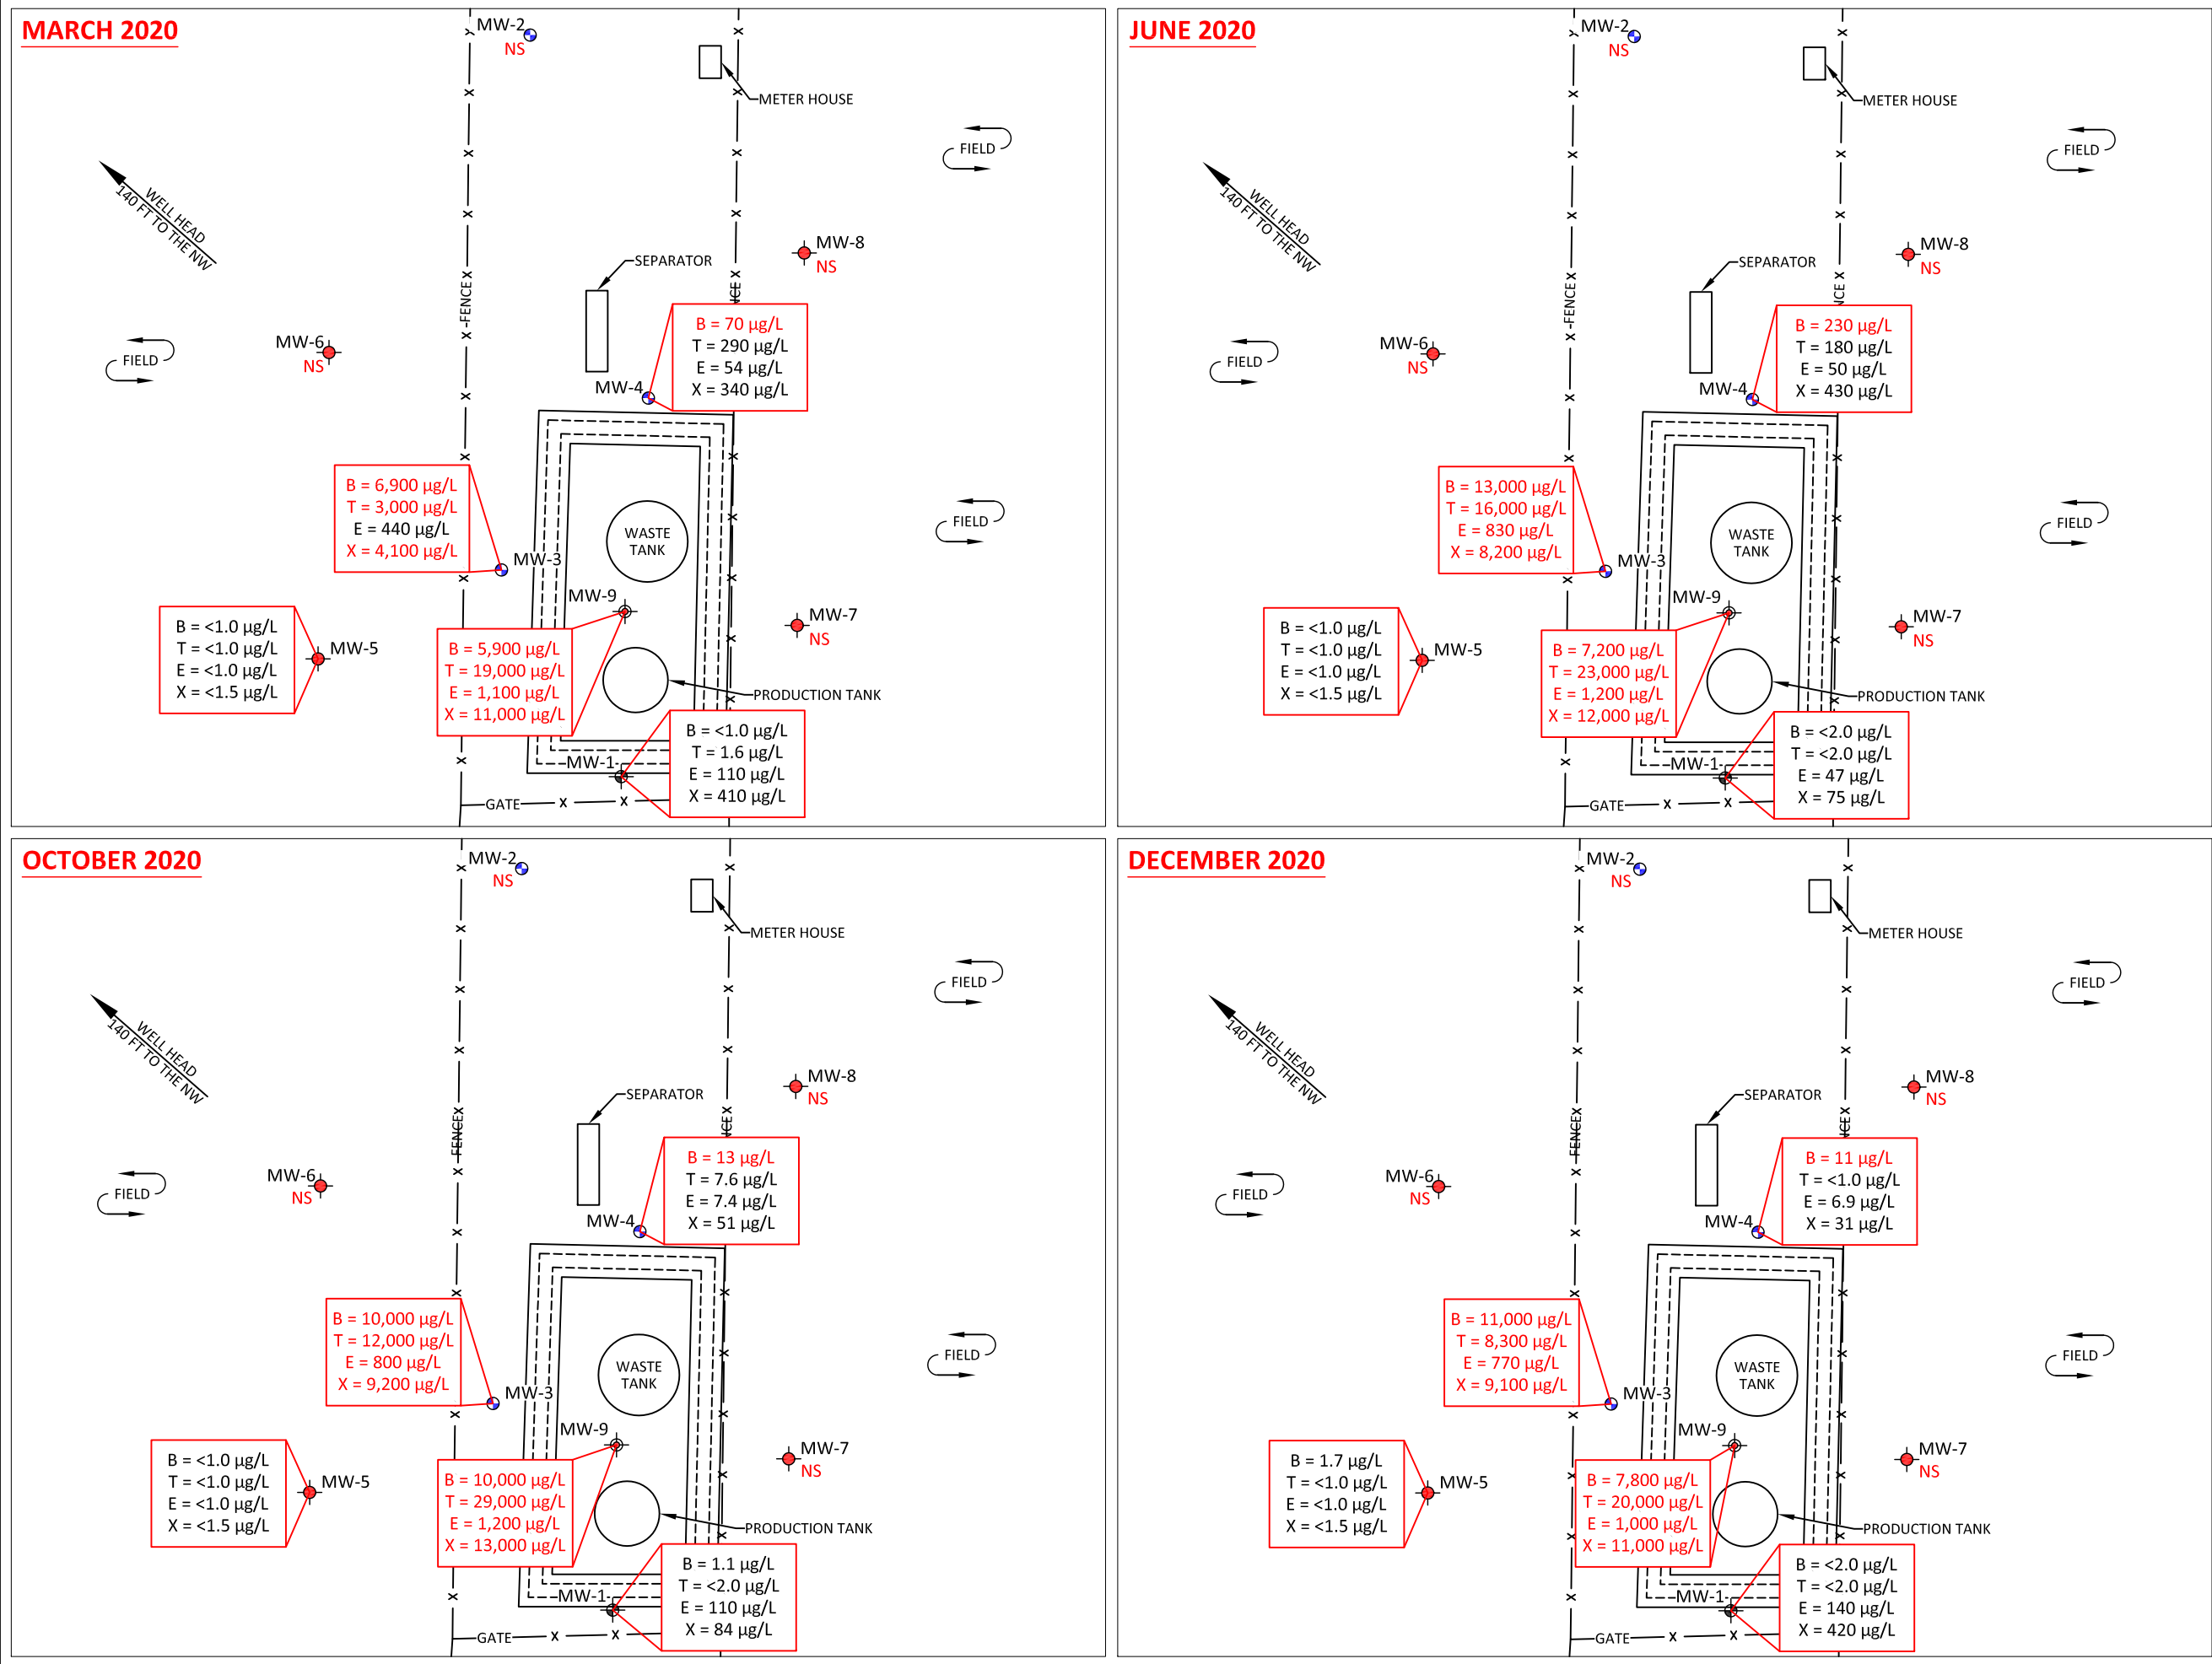 MARCH 2020
MW-2
NS
METER HOUSE
FIELD
WELL HEAD
140 FT TO THE NW
MW-8
NS
SEPARATOR
FENCE
NCE
B = 70 µg/L
T = 290 µg/L
E = 54 µg/L
X = 340 µg/L
MW-6
NS
FIELD
MW-4
B = 6,900 µg/L
T = 3,000 µg/L
E = 440 µg/L
X = 4,100 µg/L
WASTE
TANK
FIELD
MW-3
MW-9
B = <1.0 µg/L
T = <1.0 µg/L
E = <1.0 µg/L
X = <1.5 µg/L
MW-5
MW-7
NS
B = 5,900 µg/L
T = 19,000 µg/L
E = 1,100 µg/L
X = 11,000 µg/L
PRODUCTION TANK
B = <1.0 µg/L
T = 1.6 µg/L
E = 110 µg/L
X = 410 µg/L
MW-1
GATE
JUNE 2020
MW-2
NS
METER HOUSE
FIELD
WELL HEAD
140 FT TO THE NW
MW-8
NS
SEPARATOR
FENCE
NCE
B = 230 µg/L
T = 180 µg/L
E = 50 µg/L
X = 430 µg/L
MW-6
NS
FIELD
MW-4
B = 13,000 µg/L
T = 16,000 µg/L
E = 830 µg/L
X = 8,200 µg/L
WASTE
TANK
FIELD
MW-3
MW-9
B = <1.0 µg/L
T = <1.0 µg/L
E = <1.0 µg/L
X = <1.5 µg/L
MW-5
MW-7
NS
B = 7,200 µg/L
T = 23,000 µg/L
E = 1,200 µg/L
X = 12,000 µg/L
PRODUCTION TANK
B = <2.0 µg/L
T = <2.0 µg/L
E = 47 µg/L
X = 75 µg/L
MW-1
GATE
OCTOBER 2020
MW-2
NS
METER HOUSE
FIELD
WELL HEAD
140 FT TO THE NW
MW-8
NS
SEPARATOR
FENCE
NCE
B = 13 µg/L
T = 7.6 µg/L
E = 7.4 µg/L
X = 51 µg/L
MW-6
NS
FIELD
MW-4
B = 10,000 µg/L
T = 12,000 µg/L
E = 800 µg/L
X = 9,200 µg/L
WASTE
TANK
FIELD
MW-3
MW-9
B = <1.0 µg/L
T = <1.0 µg/L
E = <1.0 µg/L
X = <1.5 µg/L
MW-5
MW-7
NS
B = 10,000 µg/L
T = 29,000 µg/L
E = 1,200 µg/L
X = 13,000 µg/L
PRODUCTION TANK
B = 1.1 µg/L
T = <2.0 µg/L
E = 110 µg/L
X = 84 µg/L
MW-1
GATE
DECEMBER 2020
MW-2
NS
METER HOUSE
FIELD
WELL HEAD
140 FT TO THE NW
MW-8
NS
SEPARATOR
FENCE
NCE
B = 11 µg/L
T = <1.0 µg/L
E = 6.9 µg/L
X = 31 µg/L
MW-6
NS
FIELD
MW-4
B = 11,000 µg/L
T = 8,300 µg/L
E = 770 µg/L
X = 9,100 µg/L
WASTE
TANK
FIELD
MW-3
MW-9
B = 1.7 µg/L
T = <1.0 µg/L
E = <1.0 µg/L
X = <1.5 µg/L
MW-5
MW-7
NS
B = 7,800 µg/L
T = 20,000 µg/L
E = 1,000 µg/L
X = 11,000 µg/L
PRODUCTION TANK
B = <2.0 µg/L
T = <2.0 µg/L
E = 140 µg/L
X = 420 µg/L
MW-1
GATE